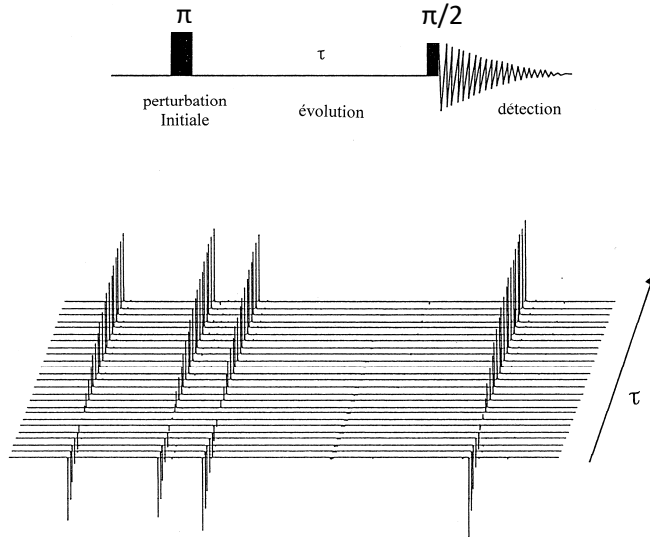 π
π/2
τ
perturbation
Initiale
évolution
détection
τ